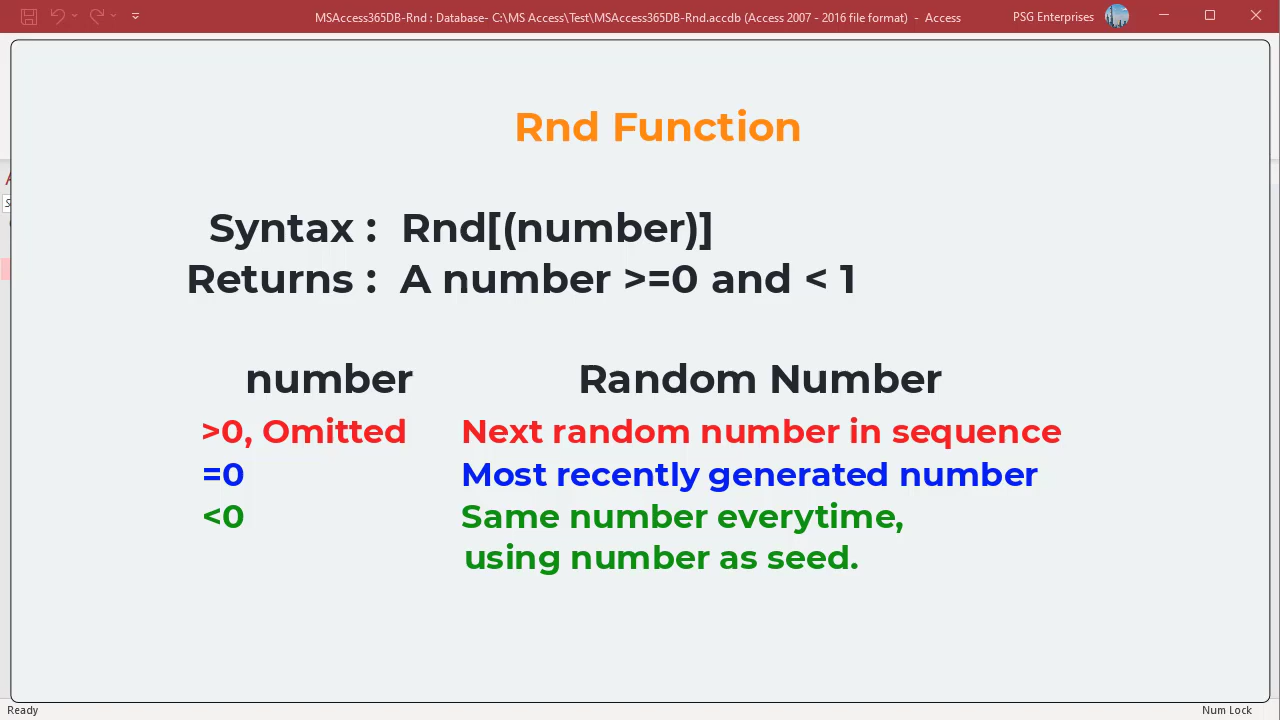 MSAccess365DB-Rnd : Database- C:\MS Access\Test\MSAccess365DB-Rnd.accdb (Access 2007 - 2016 file format) - Access
PSG Enterprises
Rnd Function
Syntax : Rnd[(number)]
Returns : A number >=0 and < 1
number Random Number
>0, Omitted Next random number in sequence
=0 Most recently generated number
<0 Same number everytime,
using number as seed.
Ready Num Lock